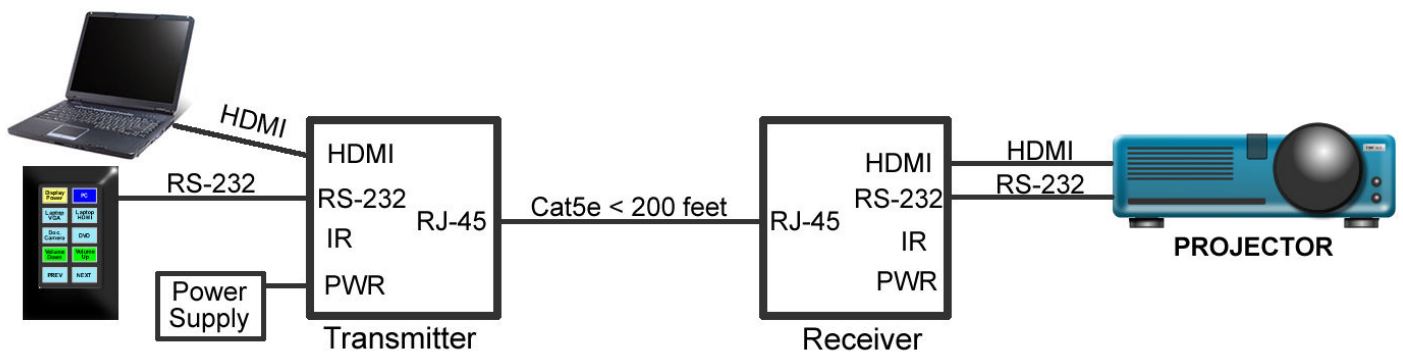 HDMI
RS-232
Display Power
PC
Laptop VGA
Laptop HDMI
Doc. Camera
DVD
Volume Down
Volume Up
PREV
NEXT
Power
Supply
HDMI
RS-232
RJ-45
IR
PWR
Transmitter
Cat5e < 200 feet
RJ-45
HDMI
RS-232
IR
PWR
Receiver
HDMI
RS-232
PROJECTOR